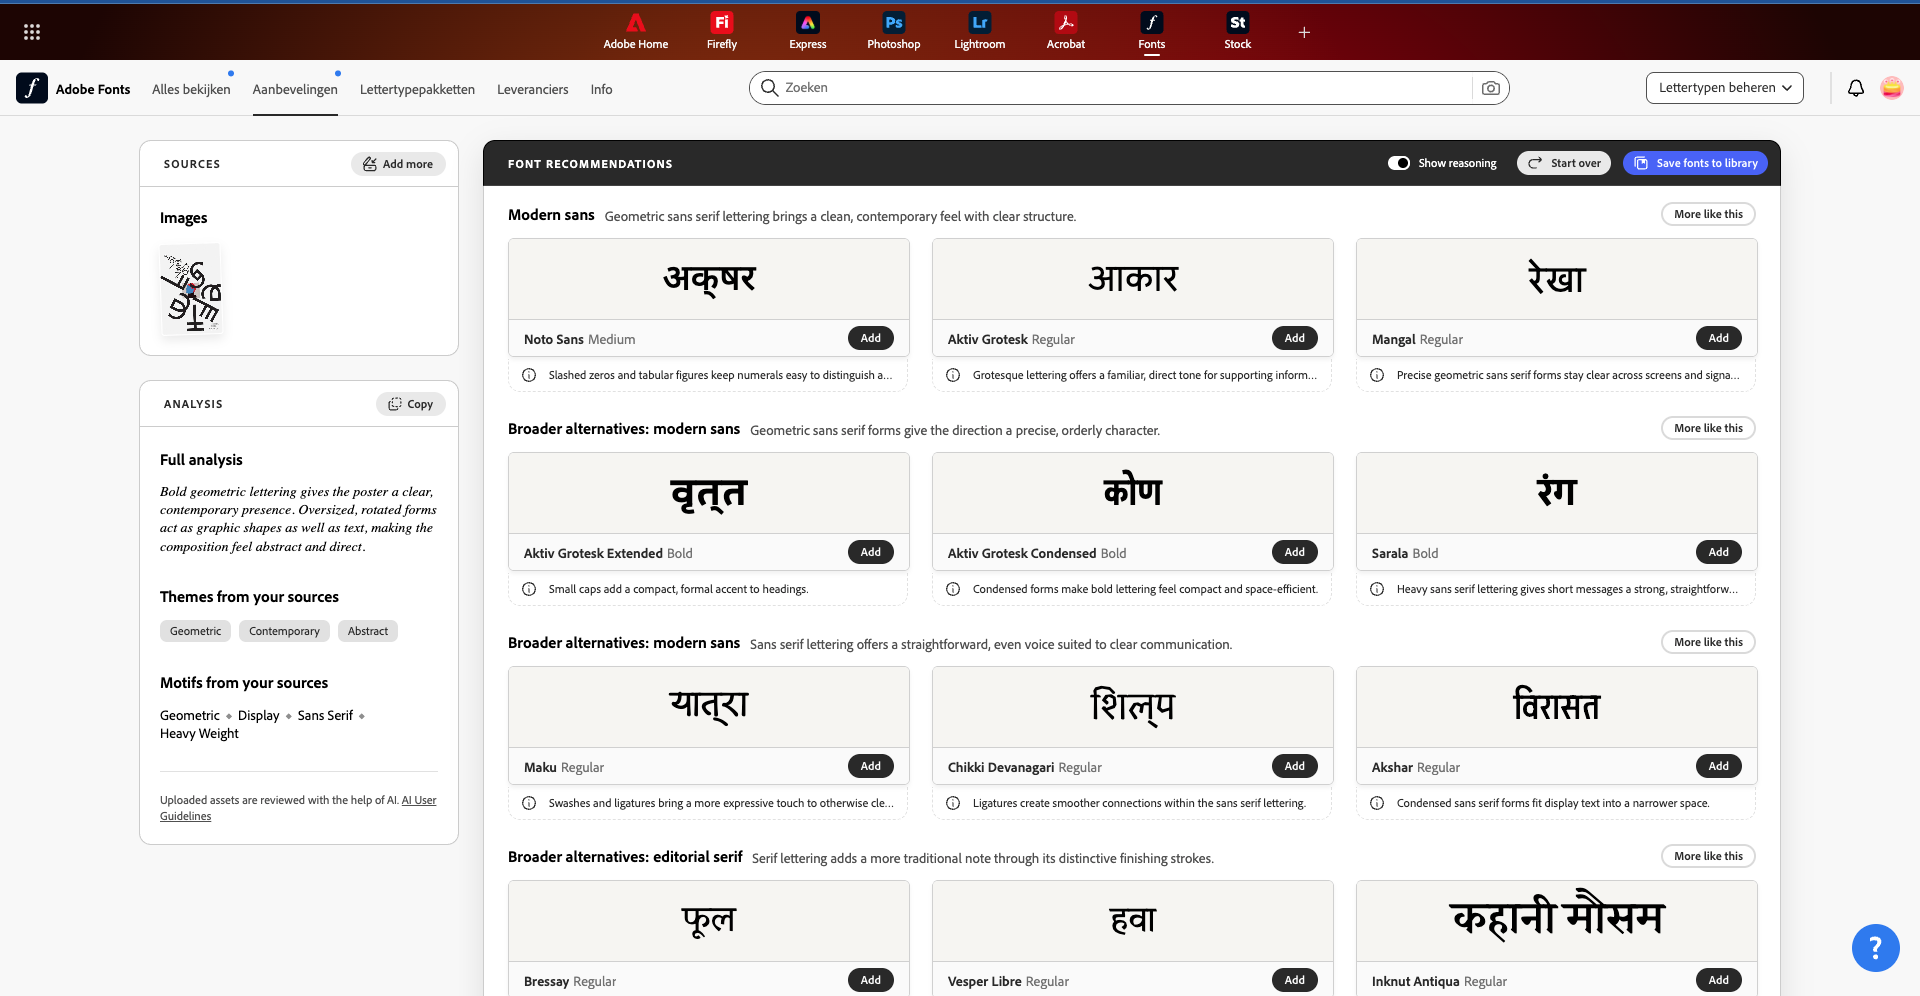 Adobe Home
Firefly
Express
Photoshop
Lightroom
Acrobat
Fonts
Stock
Adobe Fonts
Alles bekijken
Aanbevelingen
Lettertypepakketten
Leveranciers
Info
Zoeken
Lettertypen beheren
SOURCES
Add more
Images
ANALYSIS
Copy
Full analysis
Bold geometric lettering gives the poster a clear,
contemporary presence. Oversized, rotated forms
act as graphic shapes as well as text, making the
composition feel abstract and direct.
Themes from your sources
Geometric Contemporary Abstract
Motifs from your sources
Geometric ◆ Display ◆ Sans Serif ◆
Heavy Weight
Uploaded assets are reviewed with the help of AI. AI User
Guidelines
FONT RECOMMENDATIONS
Show reasoning
Start over
Save fonts to library
Modern sans Geometric sans serif lettering brings a clean, contemporary feel with clear structure.
More like this
अक्षर
Noto Sans Medium
Add
Slashed zeros and tabular figures keep numerals easy to distinguish a...
आकार
Aktiv Grotesk Regular
Add
Grotesque lettering offers a familiar, direct tone for supporting inform...
रेखा
Mangal Regular
Add
Precise geometric sans serif forms stay clear across screens and signa...
Broader alternatives: modern sans Geometric sans serif forms give the direction a precise, orderly character.
More like this
वृत्त
Aktiv Grotesk Extended Bold
Add
Small caps add a compact, formal accent to headings.
कोण
Aktiv Grotesk Condensed Bold
Add
Condensed forms make bold lettering feel compact and space-efficient.
रंग
Sarala Bold
Add
Heavy sans serif lettering gives short messages a strong, straightforw...
Broader alternatives: modern sans Sans serif lettering offers a straightforward, even voice suited to clear communication.
More like this
यात्रा
Maku Regular
Add
Swashes and ligatures bring a more expressive touch to otherwise cle...
शिल्प
Chikki Devanagari Regular
Add
Ligatures create smoother connections within the sans serif lettering.
विरासत
Akshar Regular
Add
Condensed sans serif forms fit display text into a narrower space.
Broader alternatives: editorial serif Serif lettering adds a more traditional note through its distinctive finishing strokes.
More like this
फूल
Bressay Regular
Add
हवा
Vesper Libre Regular
Add
कहानी मौसम
Inknut Antiqua Regular
Add